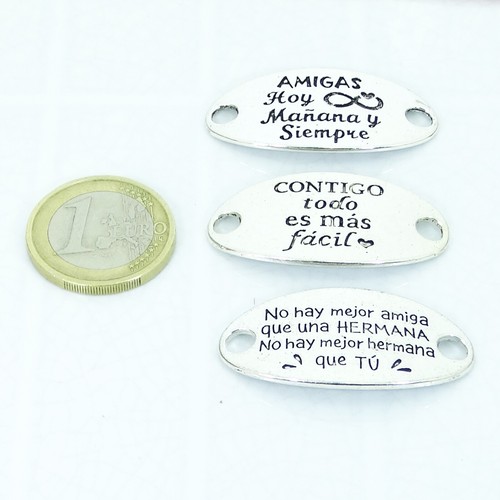 AMIGAS
Hoy
Mañana y
Siempre
CONTIGO
todo
es más
fácil
No hay mejor amiga
que una HERMANA
No hay mejor hermana
que TÚ
1 EURO